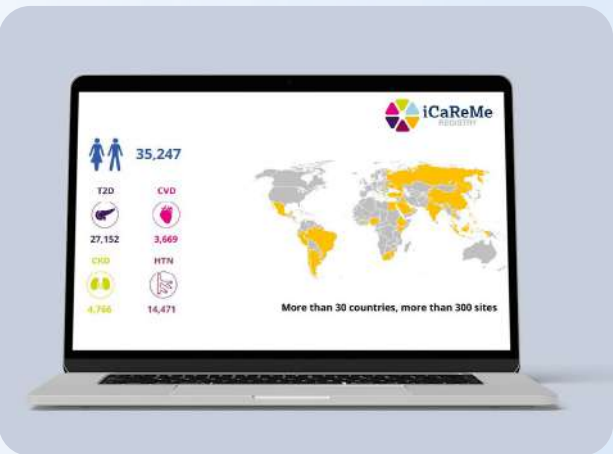 iCaReMe
REGISTRY
35,247
T2D CVD
27,152 3,669
CKD HTN
4,766 14,471
More than 30 countries, more than 300 sites